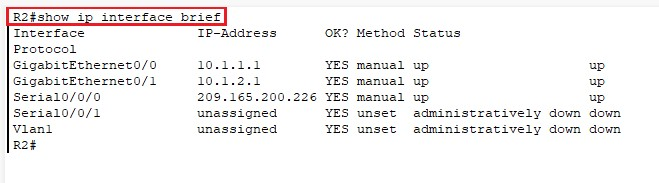 R2#show ip interface brief
Interface IP-Address OK? Method Status
Protocol
GigabitEthernet0/0 10.1.1.1 YES manual up up
GigabitEthernet0/1 10.1.2.1 YES manual up up
Serial0/0/0 209.165.200.226 YES manual up up
Serial0/0/1 unassigned YES unset administratively down down
Vlan1 unassigned YES unset administratively down down
R2#